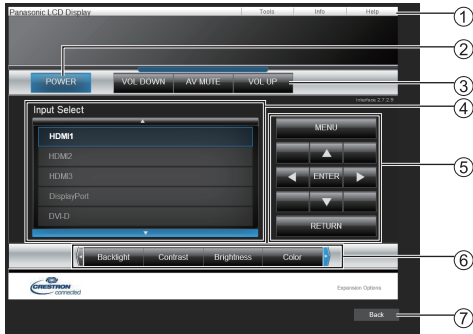 Panasonic LCD Display Tools Info Help
1
2
POWER VOL DOWN AV MUTE VOL UP
3
Interface 2.7.2.9
4
Input Select
HDMI1
HDMI2
HDMI3
DisplayPort
DVI-D
MENU
ENTER
RETURN
5
Backlight Contrast Brightness Color
6
CRESTRON
connected
Expansion Options
Back
7